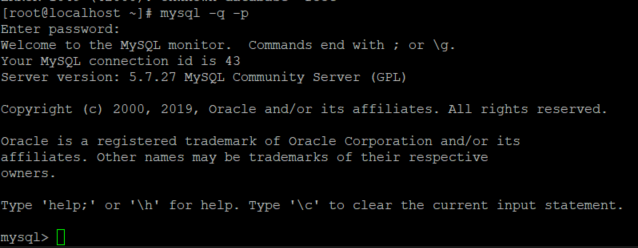 [root@localhost ~]# mysql -q -p
Enter password:
Welcome to the MySQL monitor.  Commands end with ; or \g.
Your MySQL connection id is 43
Server version: 5.7.27 MySQL Community Server (GPL)
Copyright (c) 2000, 2019, Oracle and/or its affiliates. All rights reserved.
Oracle is a registered trademark of Oracle Corporation and/or its
affiliates. Other names may be trademarks of their respective
owners.
Type 'help;' or '\h' for help. Type '\c' to clear the current input statement.
mysql>